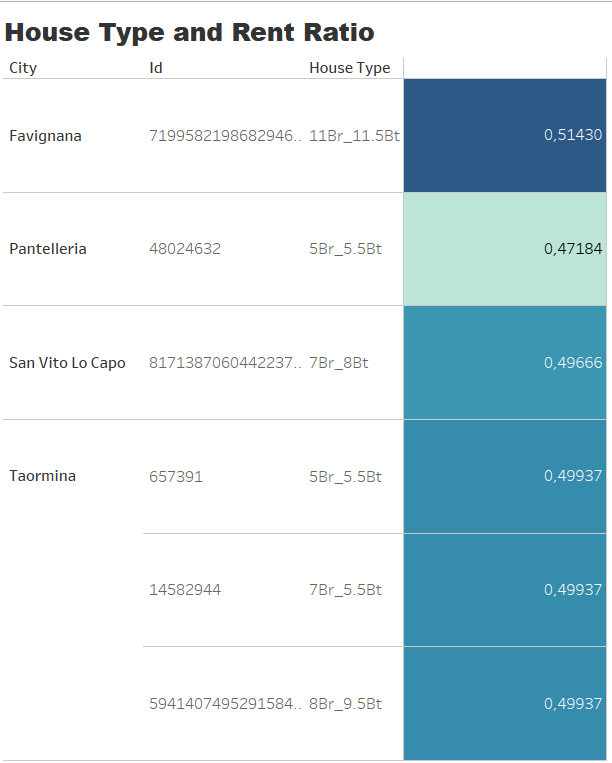 House Type and Rent Ratio
City Id House Type
Favignana 7199582198682946.. 11Br_11.5Bt 0,51430
Pantelleria 48024632 5Br_5.5Bt 0,47184
San Vito Lo Capo 8171387060442237.. 7Br_8Bt 0,49666
Taormina 657391 5Br_5.5Bt 0,49937
14582944 7Br_5.5Bt 0,49937
5941407495291584.. 8Br_9.5Bt 0,49937